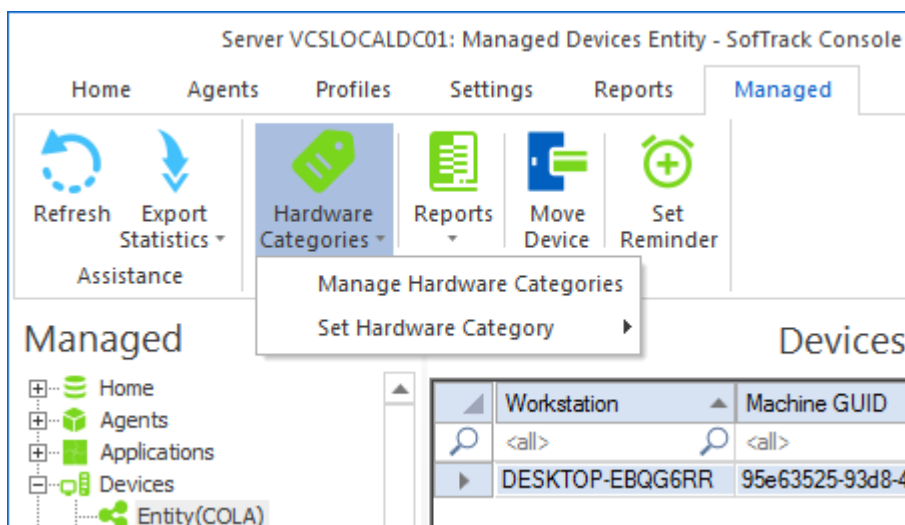 Server VCSLOCALDC01: Managed Devices Entity - SofTrack Console
Home Agents Profiles Settings Reports Managed
Refresh Export Statistics Hardware Categories Reports Move Device Set Reminder
Assistance
Manage Hardware Categories
Set Hardware Category
Managed
Devices
Home
Agents
Applications
Devices
Entity(COLA)
Workstation Machine GUID
<all> <all>
DESKTOP-EBQG6RR 95e63525-93d8-4